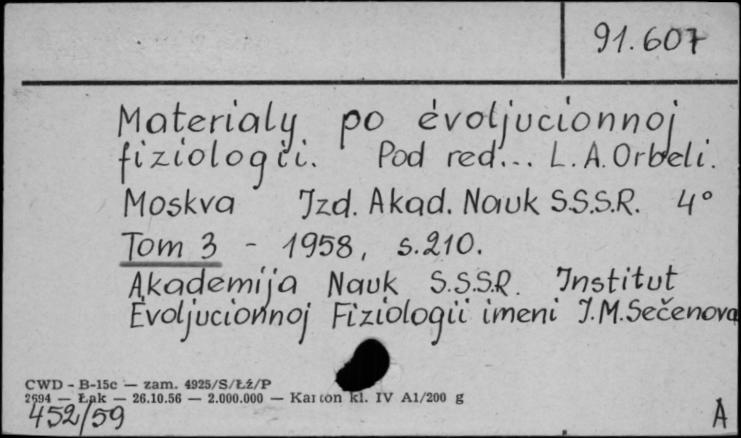 91.607
Materialy po évoljucionnoj
fiziologii. Pod red... L.A.Orbeli.
Moskva Izd. Akad. Nauk S.S.S.R. 4°
Tom 3 - 1958, s.210.
Akademija Nauk S.S.S.R. Institut
Évoljucionnoj Fiziologii imeni I.M.Sečenova
CWD - B-15c — zam. 4925/S/Łź/P
2694 — Łąk — 26.10.56 — 2.000.000 — Karton kl. IV A1/200 g
452/59
A